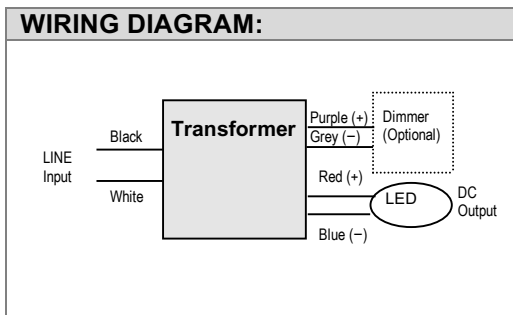 WIRING DIAGRAM:
LINE
Input
Black
White
Transformer
Purple (+)
Grey (−)
Dimmer
(Optional)
Red (+)
LED
DC
Output
Blue (−)